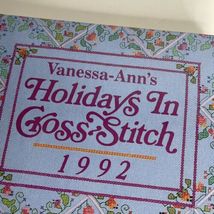 Vanessa-Ann's
Holidays In
Cross-Stitch
1992